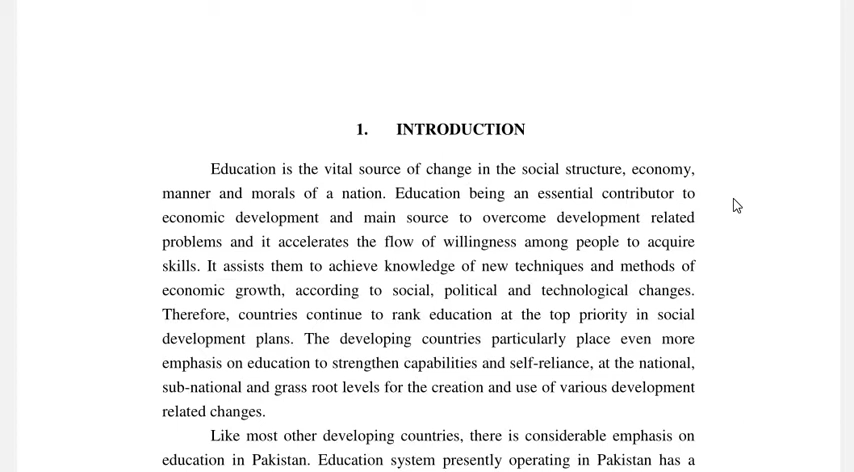 1. INTRODUCTION
Education is the vital source of change in the social structure, economy,
manner and morals of a nation. Education being an essential contributor to
economic development and main source to overcome development related
problems and it accelerates the flow of willingness among people to acquire
skills. It assists them to achieve knowledge of new techniques and methods of
economic growth, according to social, political and technological changes.
Therefore, countries continue to rank education at the top priority in social
development plans. The developing countries particularly place even more
emphasis on education to strengthen capabilities and self-reliance, at the national,
sub-national and grass root levels for the creation and use of various development
related changes.
Like most other developing countries, there is considerable emphasis on
education in Pakistan. Education system presently operating in Pakistan has a